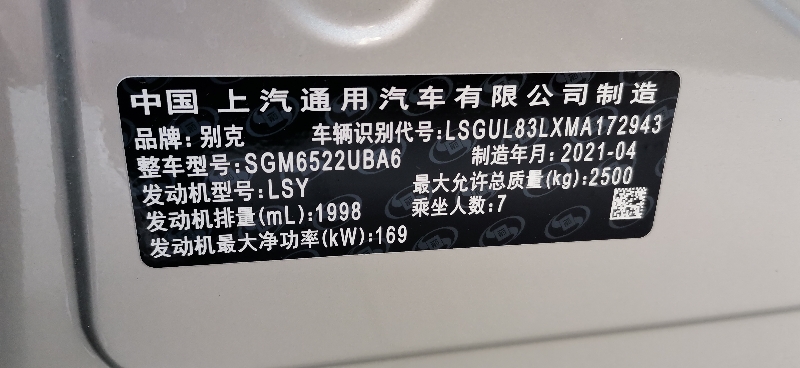 中国 上汽通用汽车有限公司制造
品牌:别克 车辆识别代号:LSGUL83LXMA172943
整车型号:SGM6522UBA6 制造年月:2021-04
发动机型号:LSY 最大允许总质量(kg):2500
发动机排量(mL):1998 乘坐人数:7
发动机最大净功率(kW):169